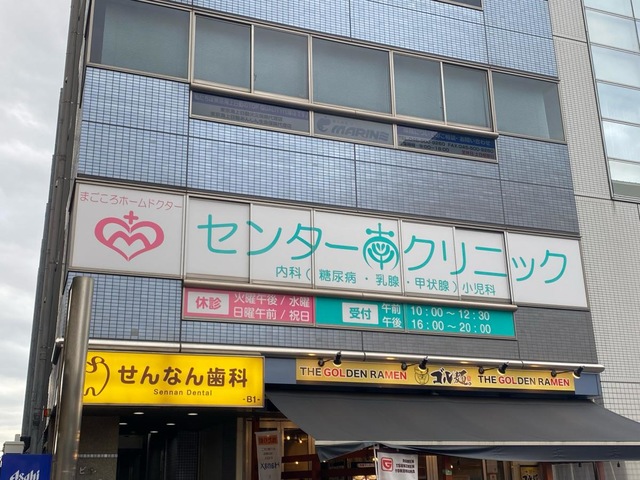 MARINE
まごころホームドクター
センター南クリニック
内科(糖尿病・乳腺・甲状腺)小児科
休診
火曜午後/水曜
日曜午前/祝日
受付
午前 10:00〜12:30
午後 16:00〜20:00
せんなん歯科
Sennan Dental
-B1-
THE GOLDEN RAMEN
ゴル麺
THE GOLDEN RAMEN
Asahi
G